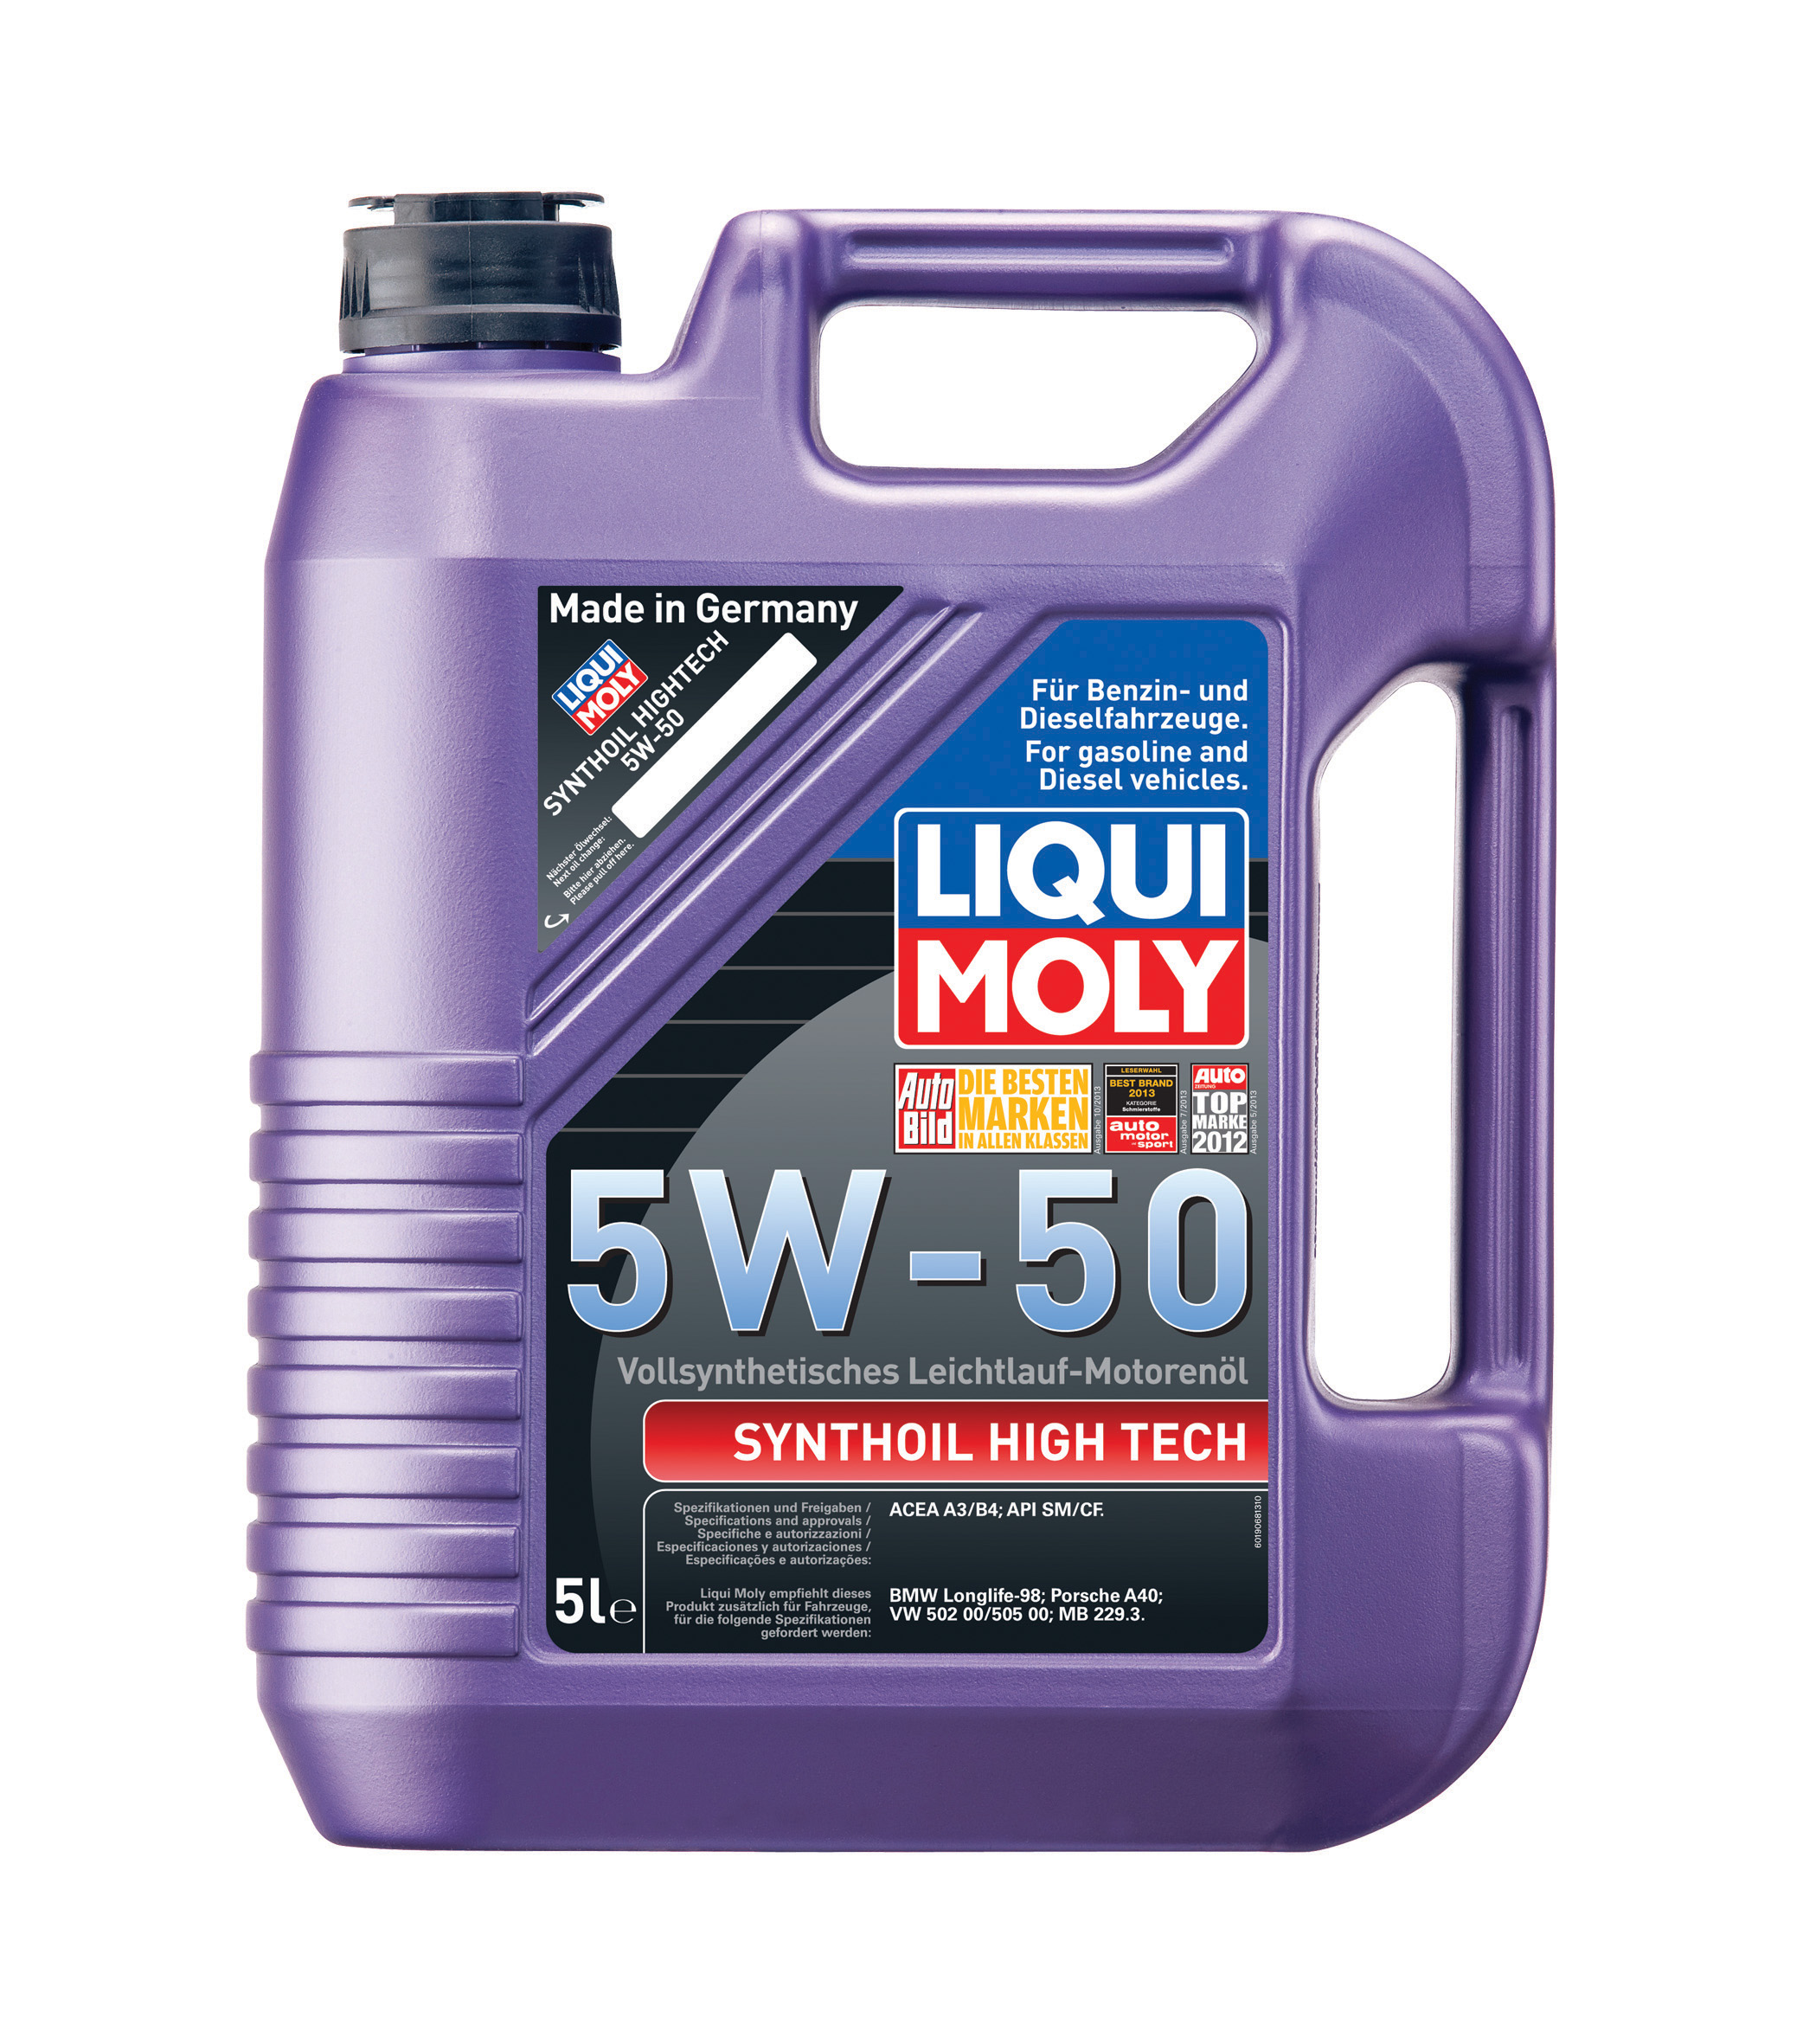 Made in Germany
LIQUI
MOLY
SYNTHOIL HIGHTECH
5W-50
Nächster Ölwechsel:
Next oil change:
Bitte hier abziehen.
Please pull off here.
Für Benzin- und
Dieselfahrzeuge.
For gasoline and
Diesel vehicles.
LIQUI
MOLY
Auto
Bild
DIE BESTEN
MARKEN
IN ALLEN KLASSEN
Ausgabe 10/2013
LESERWAHL
BEST BRAND
2013
KATEGORIE
Schmierstoffe
auto
motor
und sport
Ausgabe 7/2013
Auto
ZEITUNG
TOP
MARKE
2012
Ausgabe 5/2013
5W-50
Vollsynthetisches Leichtlauf-Motorenöl
SYNTHOIL HIGH TECH
Spezifikationen und Freigaben /
Specifications and approvals /
Specifiche e autorizzazioni /
Especificaciones y autorizaciones /
Especificações e autorizações:
ACEA A3/B4; API SM/CF.
60190681310
5l e
Liqui Moly empfiehlt dieses
Produkt zusätzlich für Fahrzeuge,
für die folgende Spezifikationen
gefordert werden:
BMW Longlife-98; Porsche A40;
VW 502 00/505 00; MB 229.3.